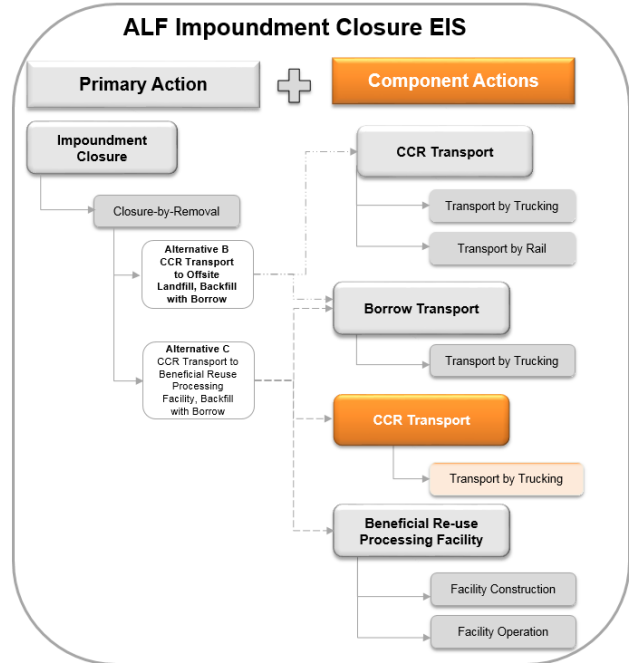 ALF Impoundment Closure EIS
Primary Action
Component Actions
Impoundment
Closure
Closure-by-Removal
Alternative B
CCR Transport
to Offsite
Landfill, Backfill
with Borrow
Alternative C
CCR Transport to
Beneficial Reuse
Processing
Facility, Backfill
with Borrow
CCR Transport
Transport by Trucking
Transport by Rail
Borrow Transport
Transport by Trucking
CCR Transport
Transport by Trucking
Beneficial Re-use
Processing Facility
Facility Construction
Facility Operation